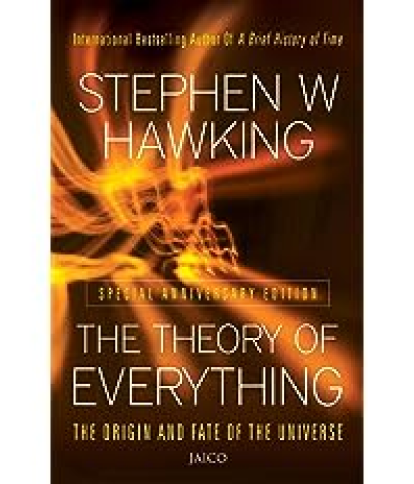 International Bestselling Author Of A Brief History of Time
STEPHEN W
HAWKING
SPECIAL ANNIVERSARY EDITION
THE THEORY OF
EVERYTHING
THE ORIGIN AND FATE OF THE UNIVERSE
JAICO